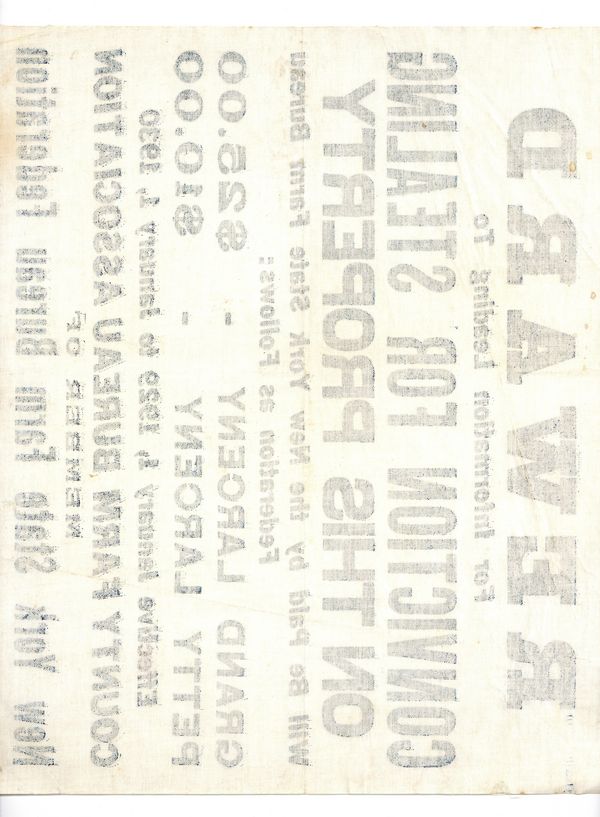 REWARD
For Information Leading To
CONVICTION FOR STEALING
ON THIS PROPERTY
Will Be Paid by the New York State Farm Bureau
Federation as Follows:
GRAND LARCENY - $25.00
PETTY LARCENY - $10.00
Effective January 1, 1929 to January 1, 1930
COUNTY FARM BUREAU ASSOCIATION
MEMBER OF
New York State Farm Bureau Federation